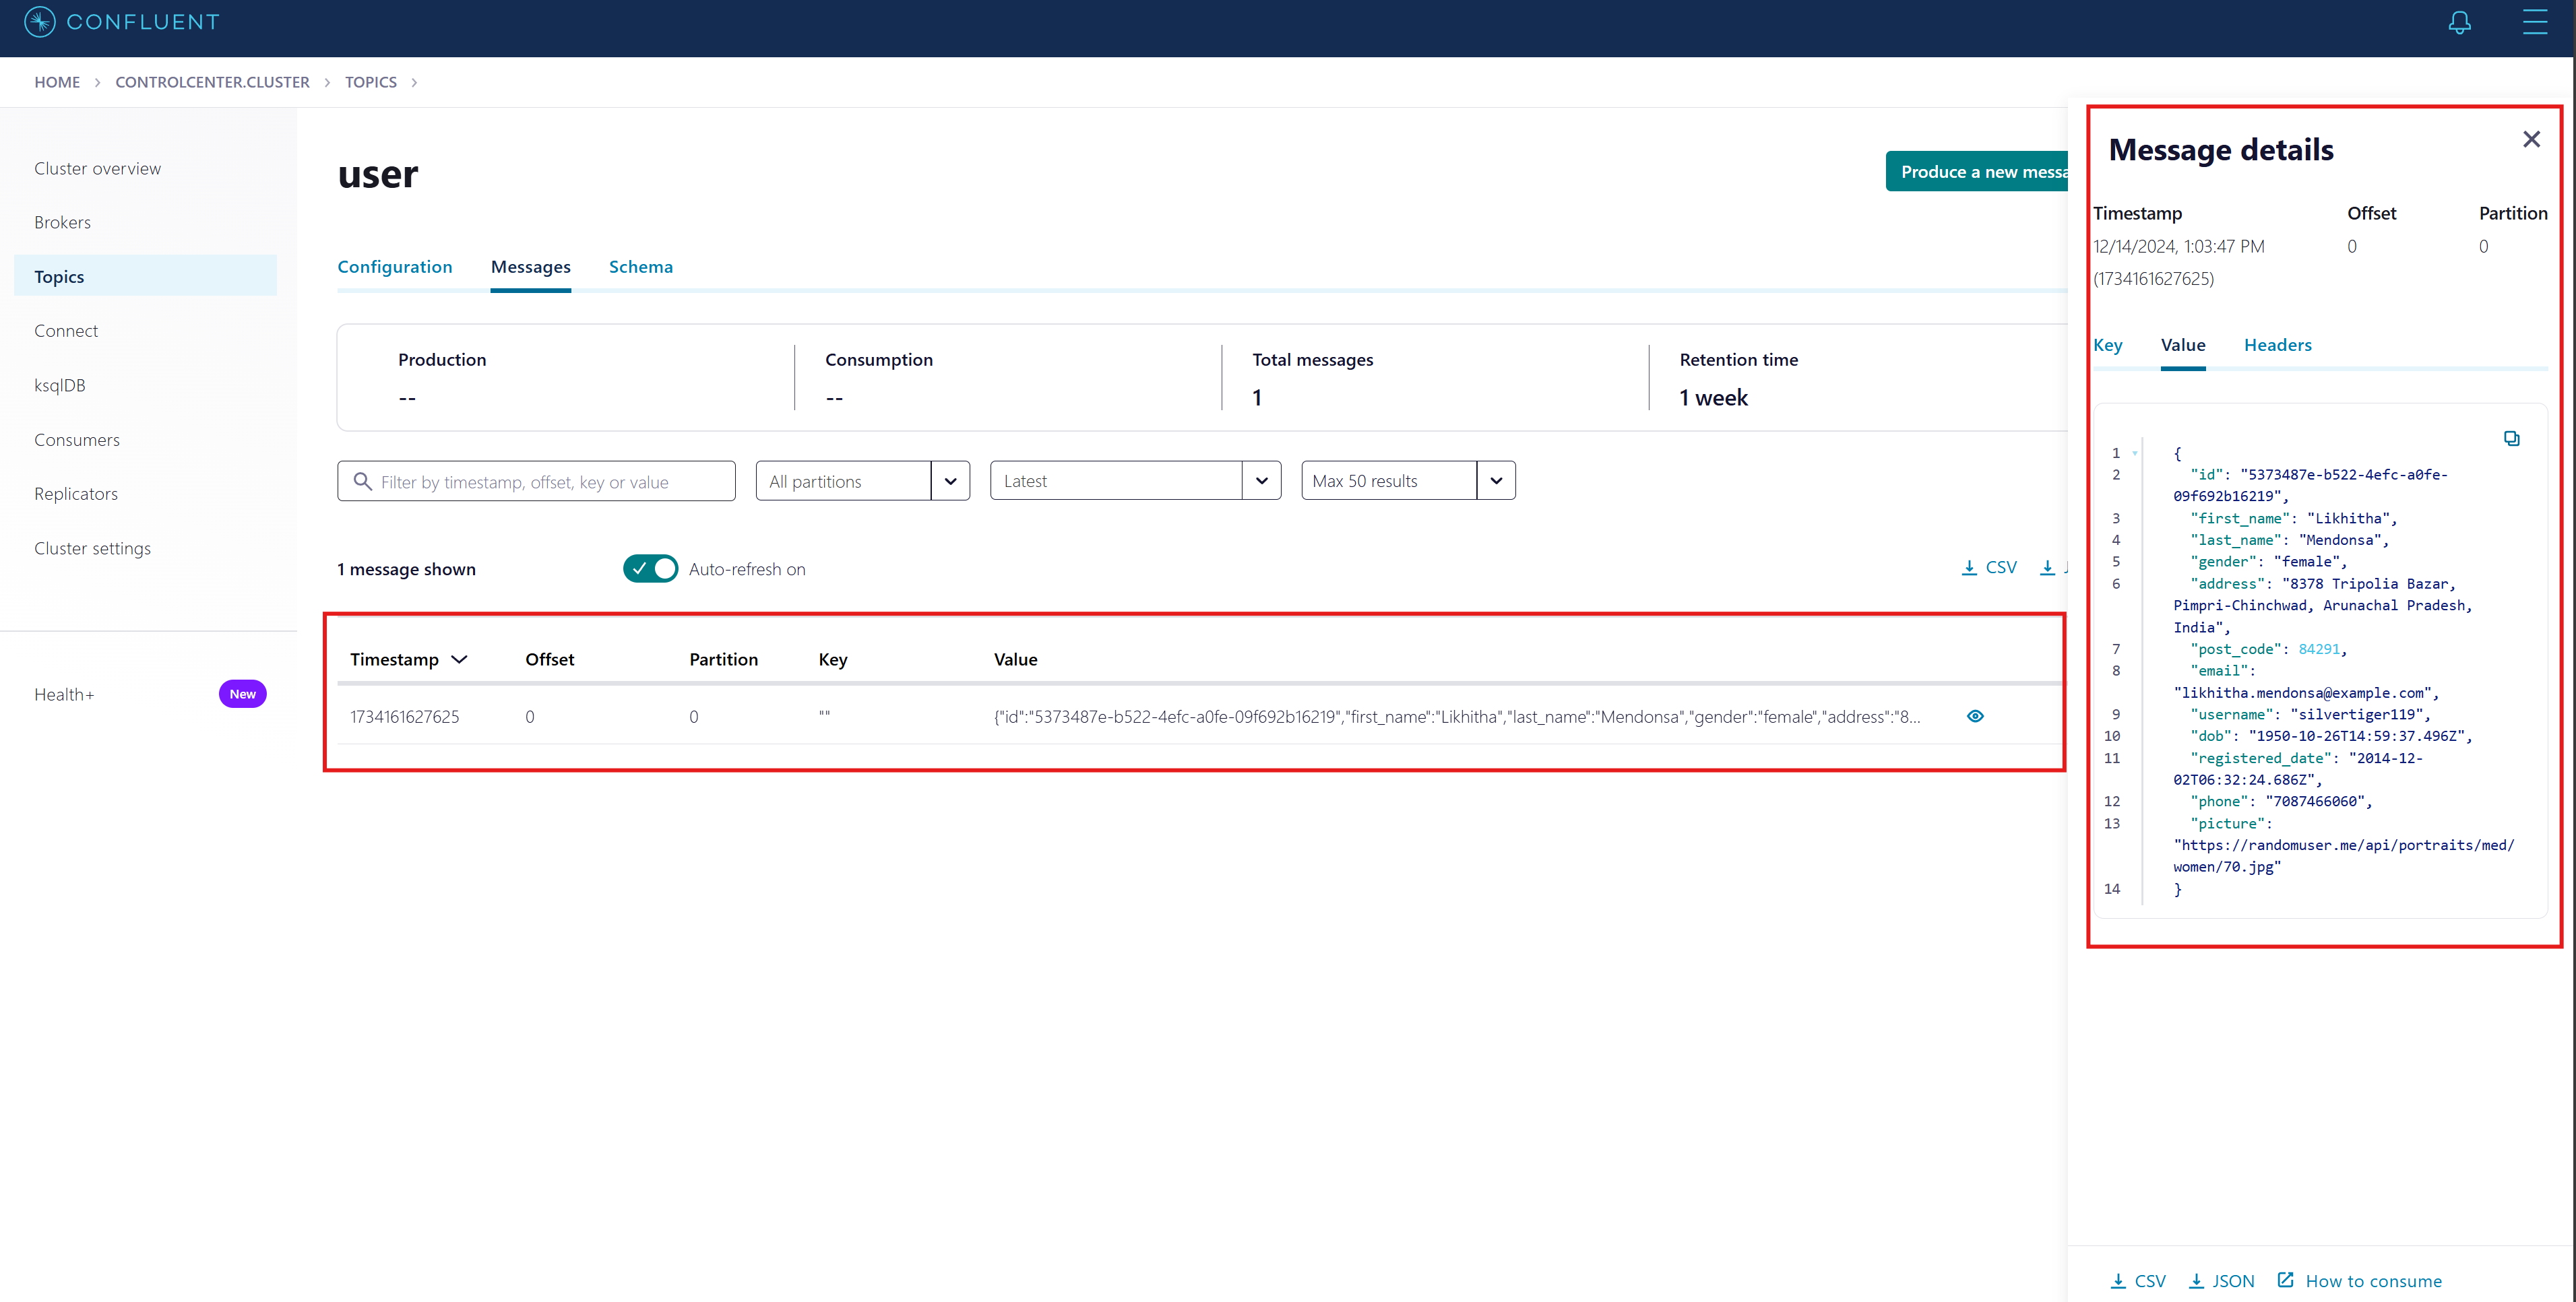 CONFLUENT
HOME > CONTROLCENTER.CLUSTER > TOPICS >
Cluster overview
Brokers
Topics
Connect
ksqlDB
Consumers
Replicators
Cluster settings
Health+ New
user
Produce a new messa
Configuration Messages Schema
Production Consumption Total messages Retention time
-- -- 1 1 week
Filter by timestamp, offset, key or value All partitions Latest Max 50 results
1 message shown Auto-refresh on CSV J
Timestamp Offset Partition Key Value
1734161627625 0 0 "" {"id":"5373487e-b522-4efc-a0fe-09f692b16219","first_name":"Likhitha","last_name":"Mendonsa","gender":"female","address":"8...
Message details
Timestamp Offset Partition
12/14/2024, 1:03:47 PM 0 0
(1734161627625)
Key Value Headers
1 {
2 "id": "5373487e-b522-4efc-a0fe-
09f692b16219",
3 "first_name": "Likhitha",
4 "last_name": "Mendonsa",
5 "gender": "female",
6 "address": "8378 Tripolia Bazar,
Pimpri-Chinchwad, Arunachal Pradesh,
India",
7 "post_code": 84291,
8 "email":
"likhitha.mendonsa@example.com",
9 "username": "silvertiger119",
10 "dob": "1950-10-26T14:59:37.496Z",
11 "registered_date": "2014-12-
02T06:32:24.686Z",
12 "phone": "7087466060",
13 "picture":
"https://randomuser.me/api/portraits/med/
women/70.jpg"
14 }
CSV JSON How to consume